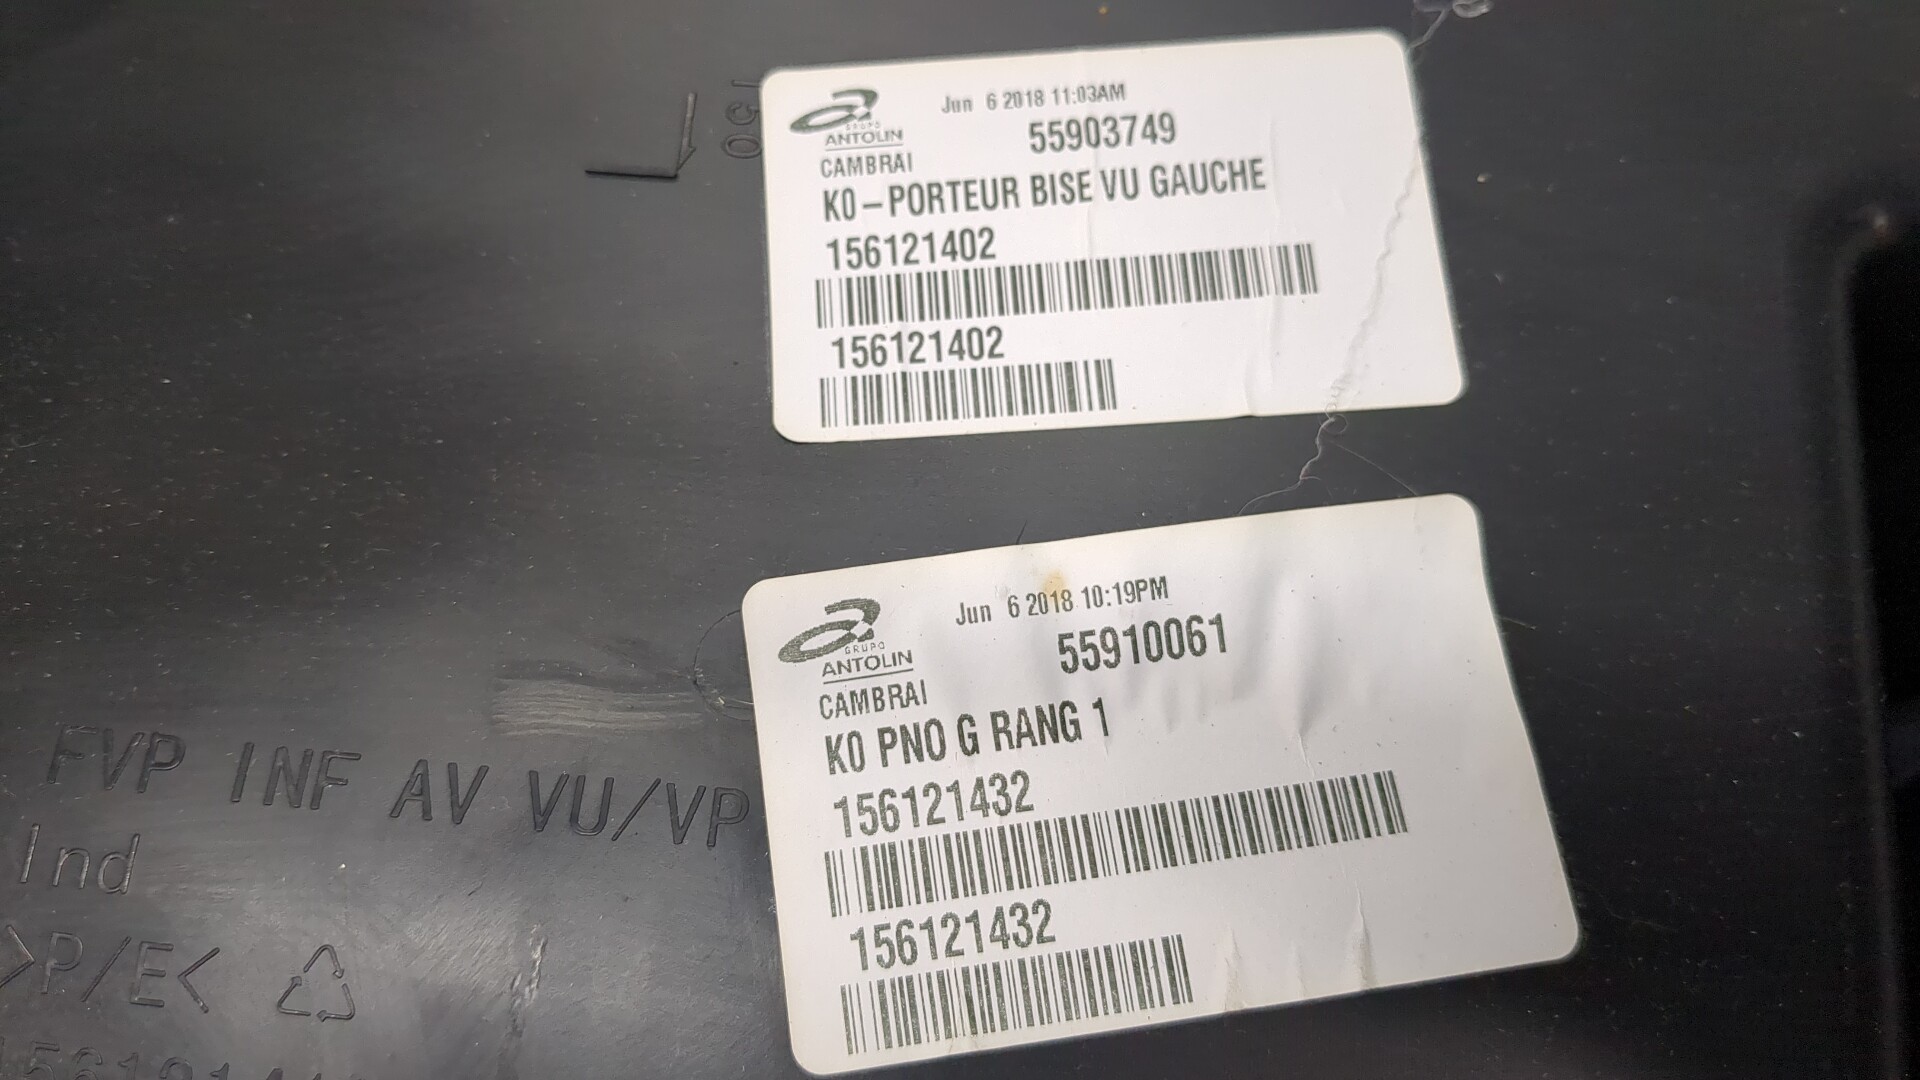 150
GRUPO
ANTOLIN
Jun 6 2018 11:03AM
55903749
CAMBRAI
K0-PORTEUR BISE VU GAUCHE
156121402
156121402
GRUPO
ANTOLIN
Jun 6 2018 10:19PM
55910061
CAMBRAI
K0 PNO G RANG 1
156121432
156121432
FVP INF AV VU/VP
Ind
>P/E<